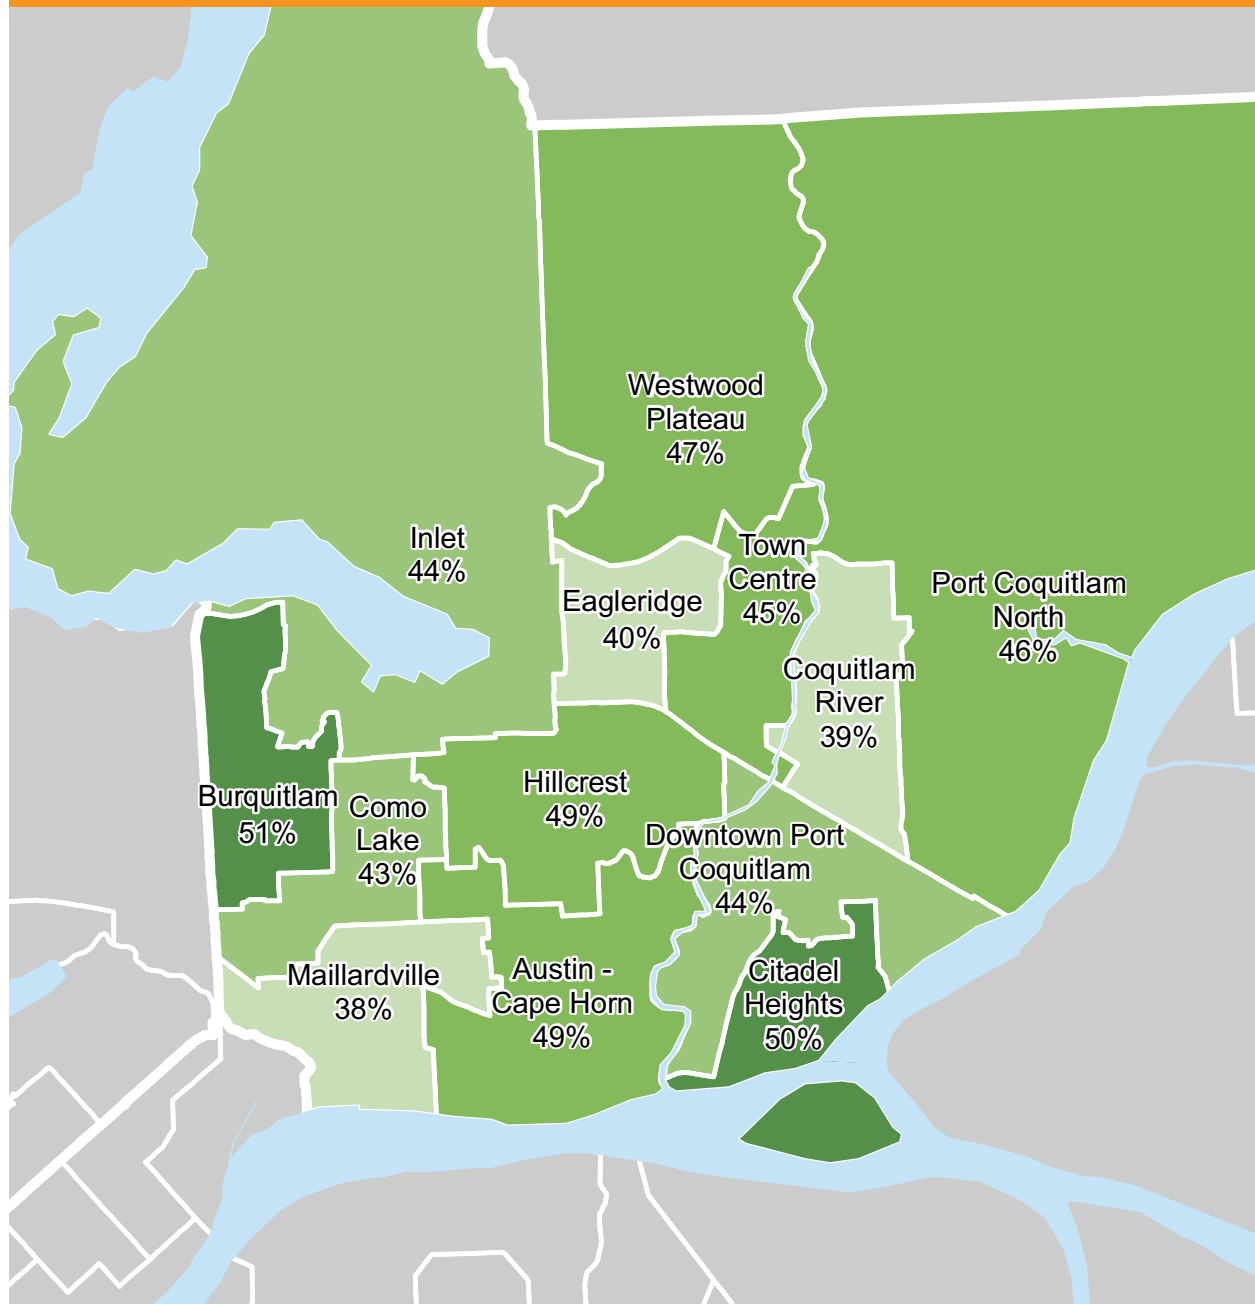 Westwood
Plateau
47%
Inlet
44%
Town
Centre
45%
Eagleridge
40%
Port Coquitlam
North
46%
Coquitlam
River
39%
Hillcrest
49%
Burquitlam
51%
Como
Lake
43%
Downtown Port
Coquitlam
44%
Maillardville
38%
Austin -
Cape Horn
49%
Citadel
Heights
50%